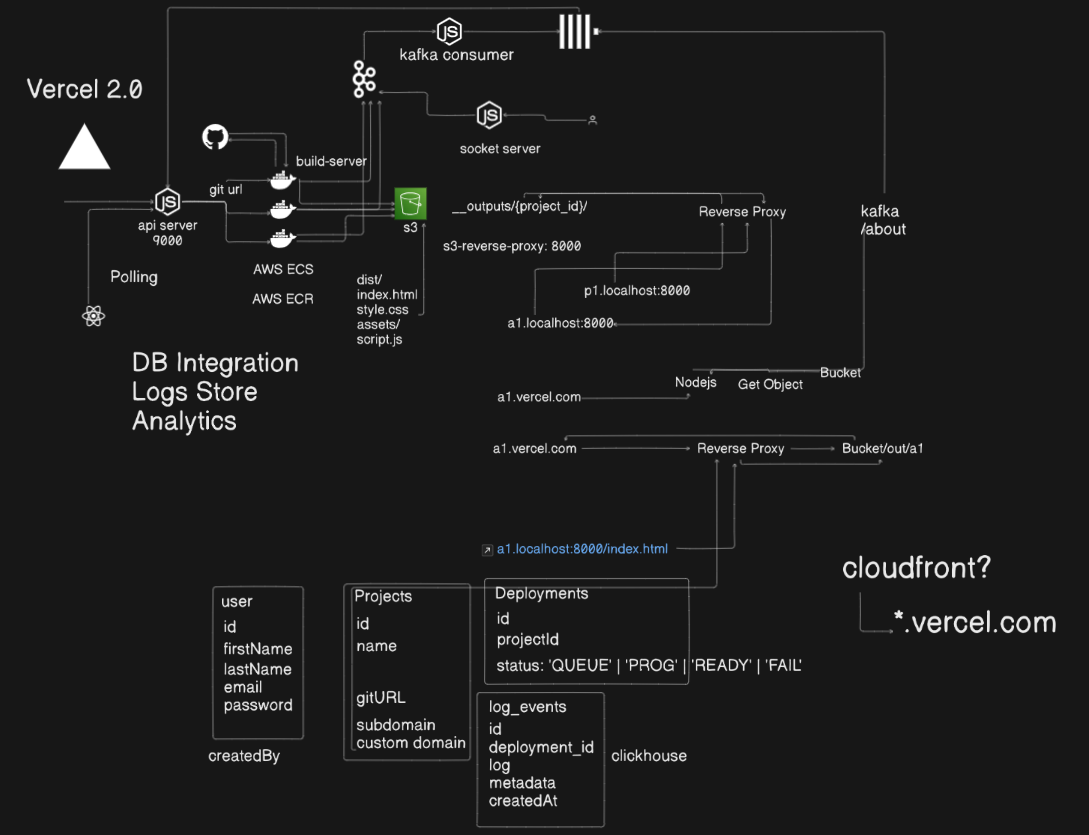 kafka consumer
Vercel 2.0
JS
JS
socket server
build-server
git url
JS
api server
9000
s3
__outputs/{project_id}/
Reverse Proxy
kafka
/about
s3-reverse-proxy: 8000
Polling
AWS ECS
AWS ECR
dist/
index.html
style.css
assets/
script.js
p1.localhost:8000
a1.localhost:8000
DB Integration
Logs Store
Analytics
Nodejs
Get Object
Bucket
a1.vercel.com
a1.vercel.com
Reverse Proxy
Bucket/out/a1
a1.localhost:8000/index.html
cloudfront?
*.vercel.com
user
id
firstName
lastName
email
password
createdBy
Projects
id
name
gitURL
subdomain
custom domain
Deployments
id
projectId
status: 'QUEUE' | 'PROG' | 'READY' | 'FAIL'
log_events
id
deployment_id
log
metadata
createdAt
clickhouse